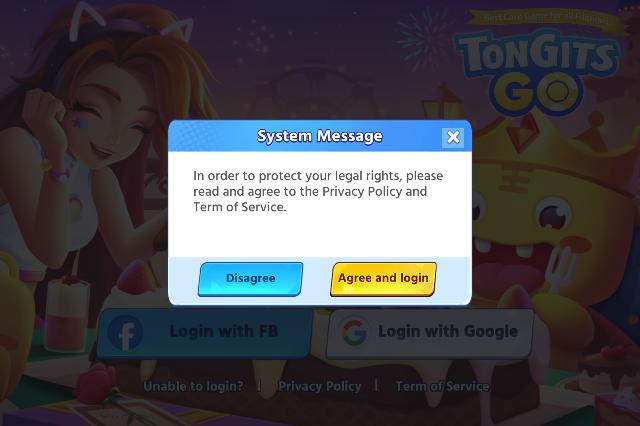 Best Card Game for all Filipinos
TONGITS
GO
System Message
In order to protect your legal rights, please
read and agree to the Privacy Policy and
Term of Service.
Disagree
Agree and login
Login with FB
Login with Google
Unable to login? | Privacy Policy | Term of Service